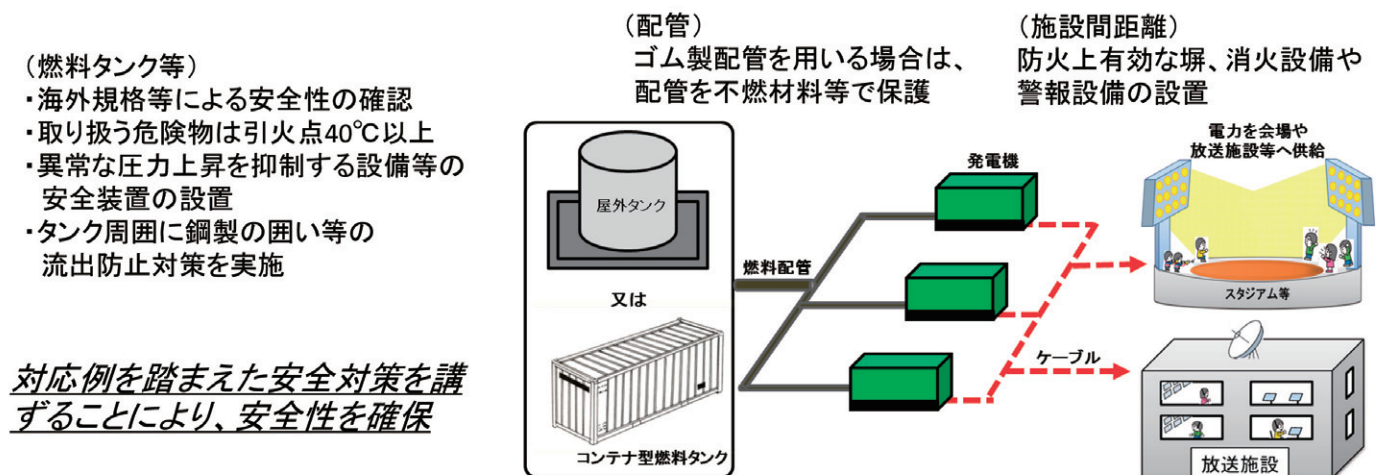 （燃料タンク等）
・海外規格等による安全性の確認
・取り扱う危険物は引火点40℃以上
・異常な圧力上昇を抑制する設備等の
安全装置の設置
・タンク周囲に鋼製の囲い等の
流出防止対策を実施
対応例を踏まえた安全対策を講
ずることにより、安全性を確保
（配管）
ゴム製配管を用いる場合は、
配管を不燃材料等で保護
（施設間距離）
防火上有効な塀、消火設備や
警報設備の設置
屋外タンク
又は
コンテナ型燃料タンク
燃料配管
発電機
ケーブル
電力を会場や
放送施設等へ供給
スタジアム等
放送施設